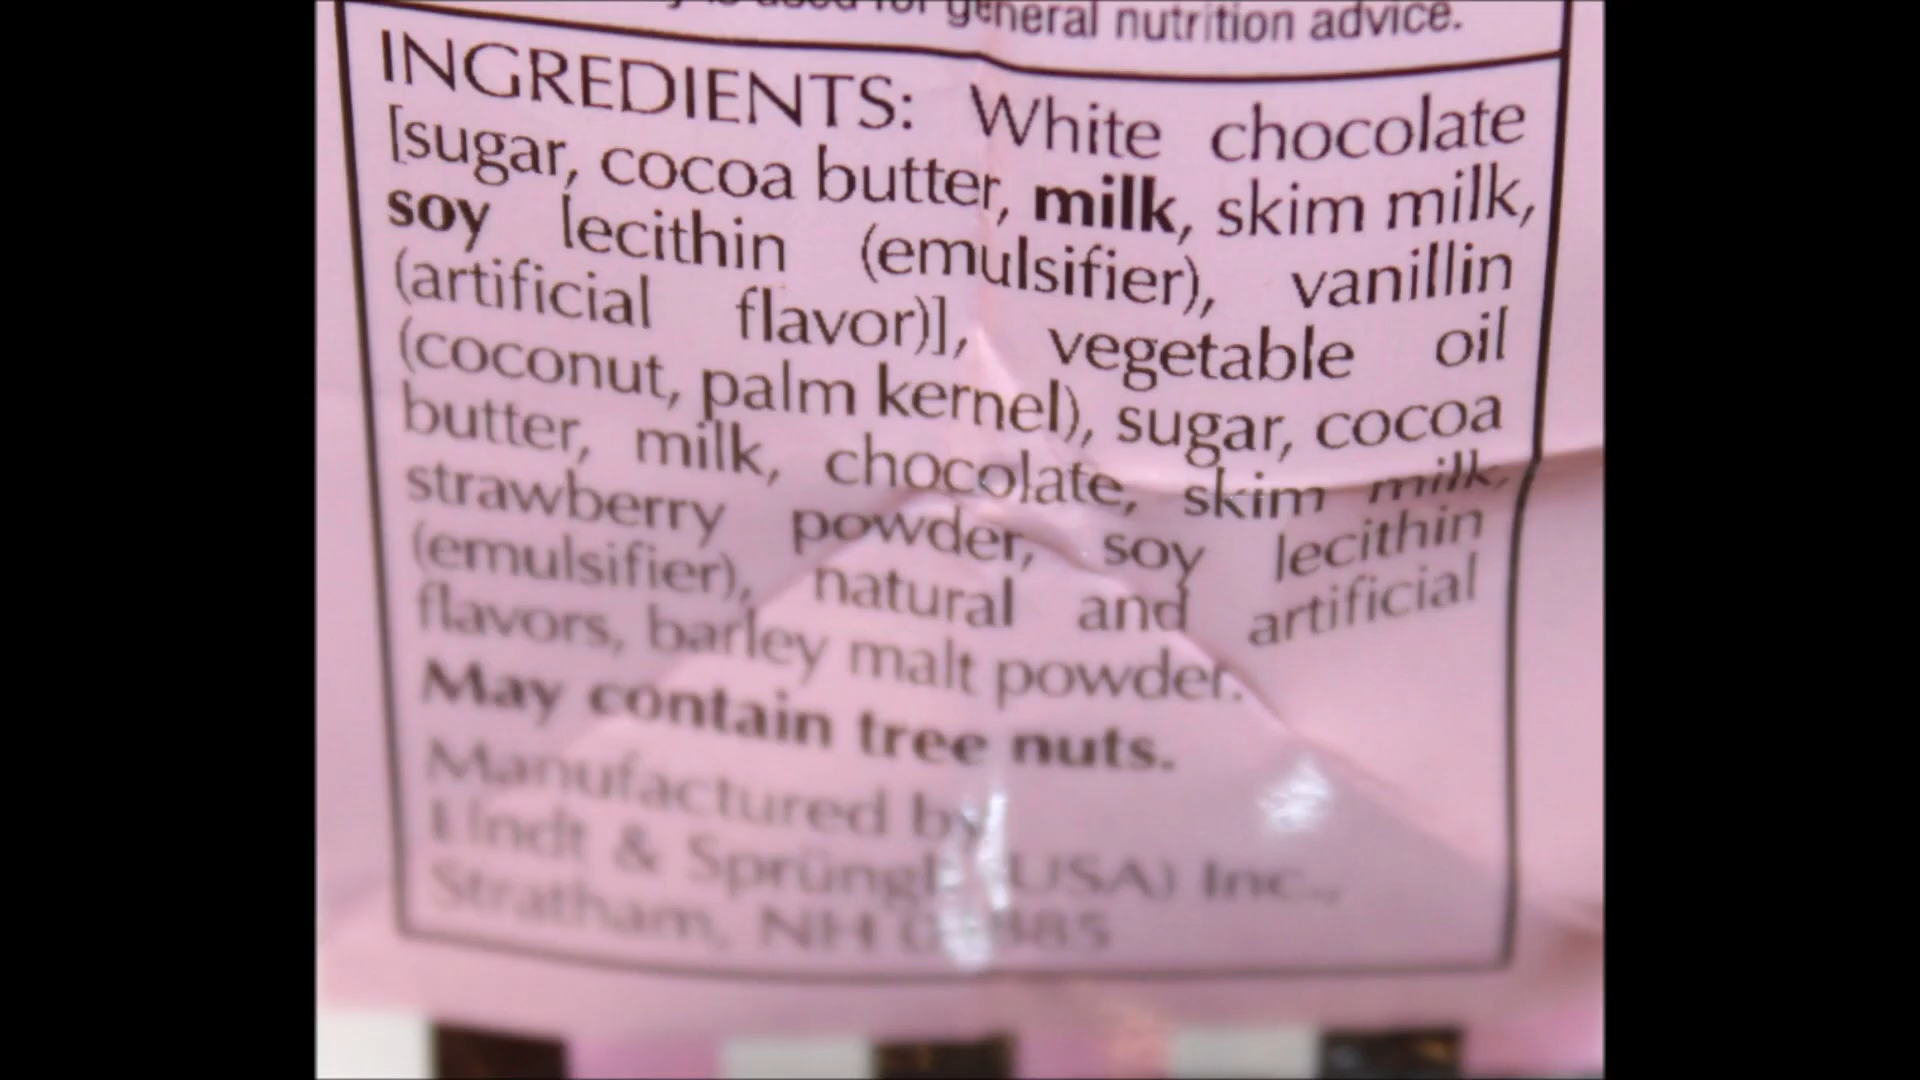 used for general nutrition advice.
INGREDIENTS: White chocolate
[sugar, cocoa butter, milk, skim milk,
soy lecithin (emulsifier), vanillin
(artificial flavor)], vegetable oil
(coconut, palm kernel), sugar, cocoa
butter, milk, chocolate, skim milk,
strawberry powder, soy lecithin
(emulsifier), natural and artificial
flavors, barley malt powder.
May contain tree nuts.
Manufactured by
Lindt & Sprüngli (USA) Inc.,
Stratham, NH